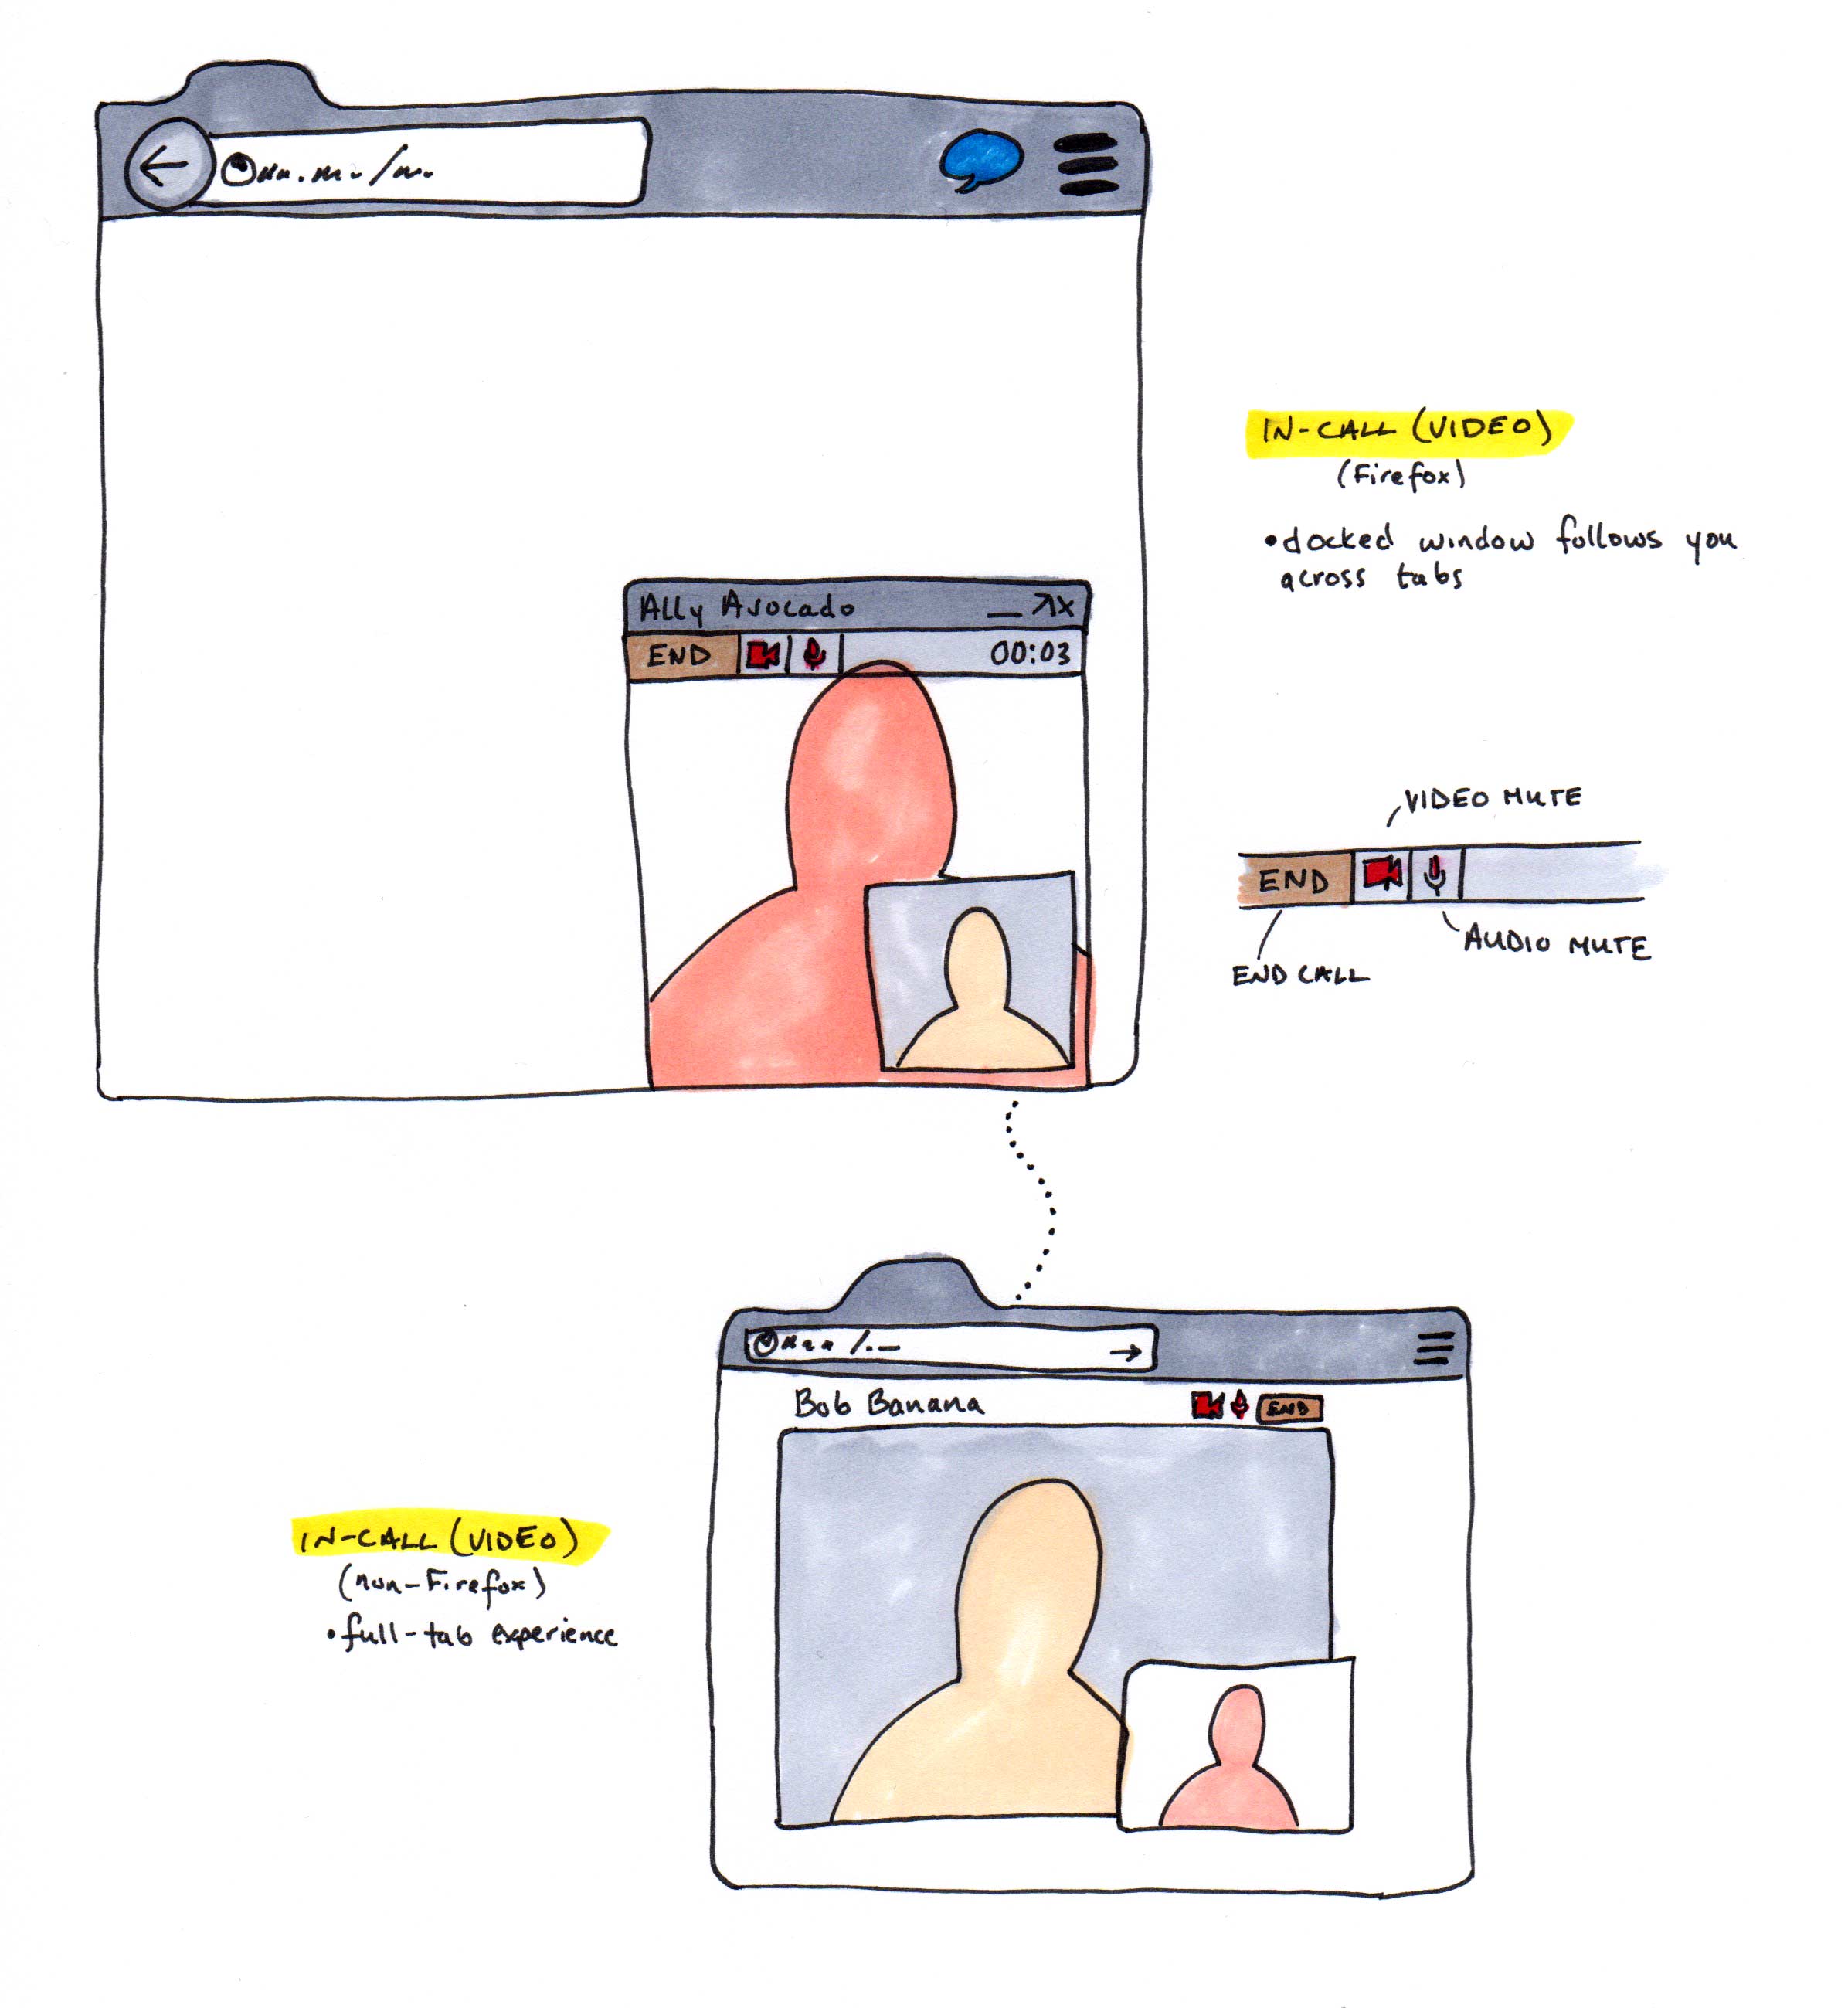 IN-CALL (VIDEO)
(Firefox)
• docked window follows you
across tabs
Ally Avocado
END 00:03
VIDEO MUTE
END
AUDIO MUTE
END CALL
Bob Banana END
IN-CALL (VIDEO)
(non-Firefox)
• full-tab experience